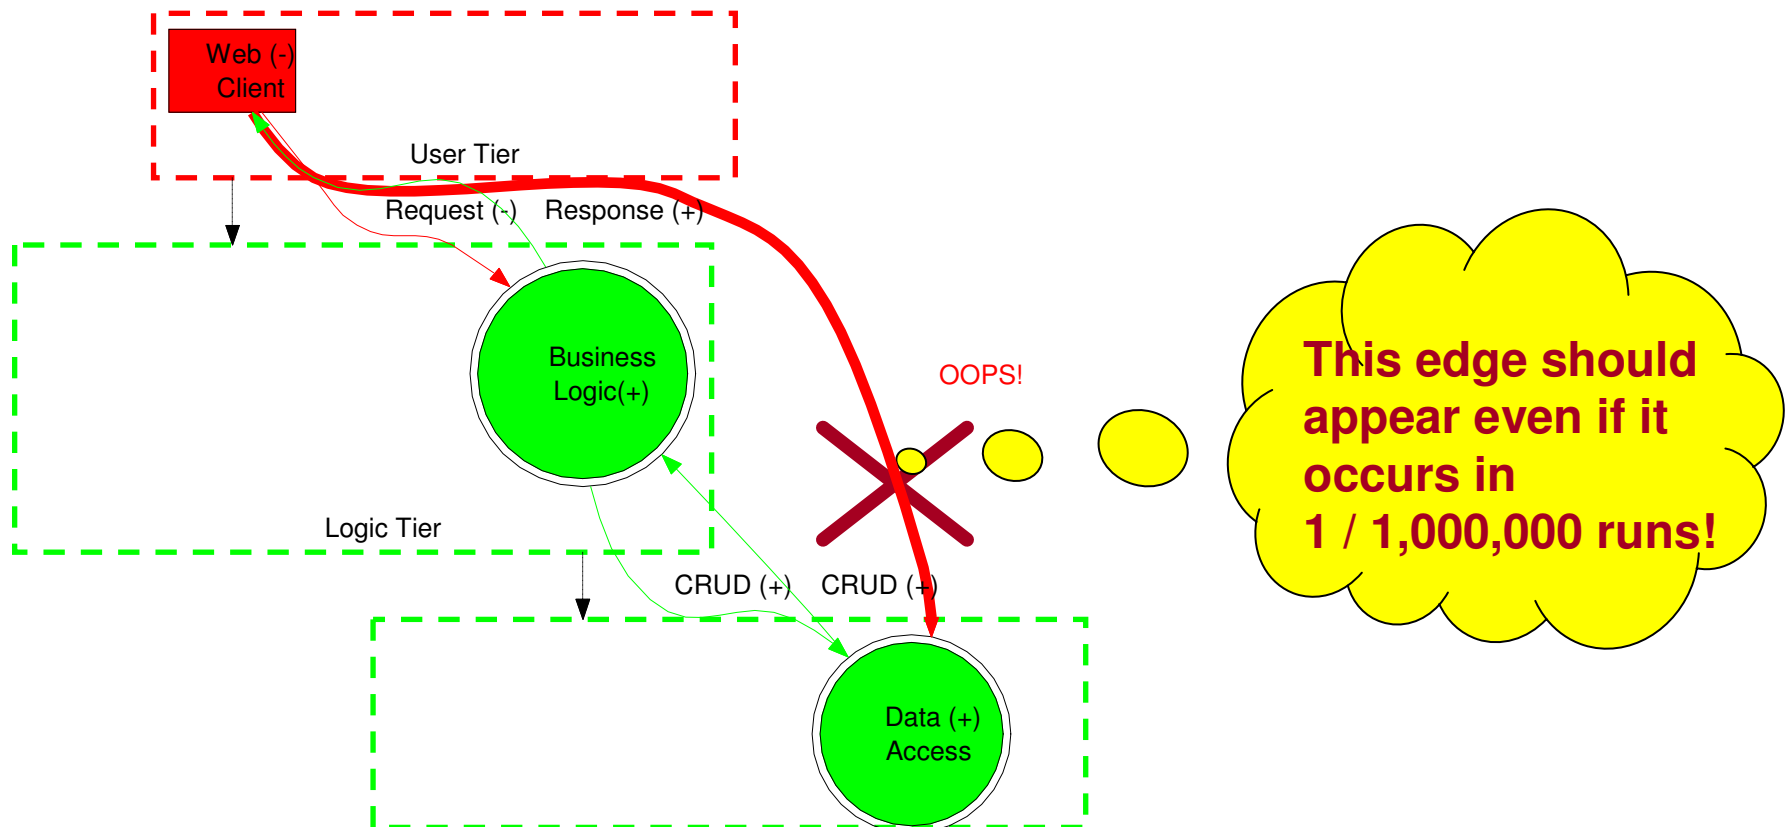 Web (-)
Client
User Tier
Request (-)
Response (+)
Business
Logic(+)
OOPS!
This edge should
appear even if it
occurs in
1 / 1,000,000 runs!
Logic Tier
CRUD (+)
CRUD (+)
Data (+)
Access